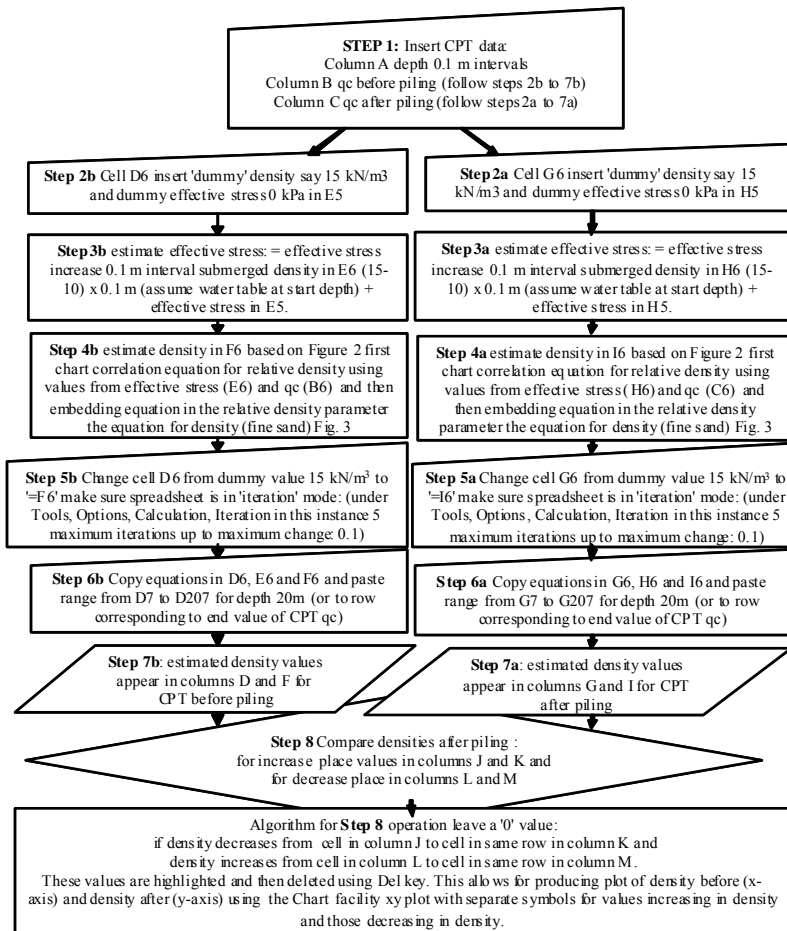 STEP 1: Insert CPT data:
Column A depth 0.1 m intervals
Column B qc before piling (follow steps 2b to 7b)
Column C qc after piling (follow steps 2a to 7a)
Step 2b Cell D6 insert 'dummy' density say 15 kN/m3
and dummy effective stress 0 kPa in E5
Step 2a Cell G6 insert 'dummy' density say 15
kN/m3 and dummy effective stress 0 kPa
in H5
Step 3b estimate effective stress: = effective stress
increase 0.1 m interval submerged density in E6 (15-
10) x 0.1 m (assume water table at start depth) +
effective stress in E5.
Step 3a estimate effective stress: = effective stress
increase 0.1 m interval submerged density in H6 (15-
10) x 0.1 m (assume water table at start depth) +
effective stress in H5.
Step 4b estimate density in F6 based on Figure 2 first
chart correlation equation for relative density using
values from effective stress (E6) and qc (B6) and then
embedding equation in the relative density parameter
the equation for density (fine sand) Fig. 3
Step 4a estimate density in I6 based on Figure 2 first
chart correlation equation for relative density using
values from effective stress (H6) and qc (C6) and
then embedding equation in the relative density
parameter the equation for density (fine sand) Fig. 3
Step 5b Change cell D6 from dummy value 15 kN/m³ to
'=F6' make sure spreadsheet is in 'iteration' mode: (under
Tools, Options, Calculation, Iteration in this instance 5
maximum iterations up to maximum change: 0.1)
Step 5a Change cell G6 from dummy value 15 kN/m³ to
'=I6' make sure spreadsheet is in 'iteration' mode: (under
Tools, Options, Calculation, Iteration in this instance 5
maximum iterations up to maximum change: 0.1)
Step 6b Copy equations in D6, E6 and F6 and paste
range from D7 to D207 for depth 20m (or to row
corresponding to end value of CPT qc)
Step 6a Copy equations in G6, H6 and I6 and paste
range from G7 to G207 for depth 20m (or to row
corresponding to end value of CPT qc)
Step 7b: estimated density values
appear in columns D and F for
CPT before piling
Step 7a: estimated density values
appear in columns G and I for CPT
after piling
Step 8 Compare densities after piling :
for increase place values in columns J and K and
for decrease place in columns L and M
Algorithm for Step 8 operation leave a '0' value:
if density decreases from cell in column J to cell in same row in column K and
density increases from cell in column L to cell in same row in column M.
These values are highlighted and then deleted using Del key. This allows for producing plot of density before (x-
axis) and density after (y-axis) using the Chart facility xy plot with separate symbols for values increasing in density
and those decreasing in density.